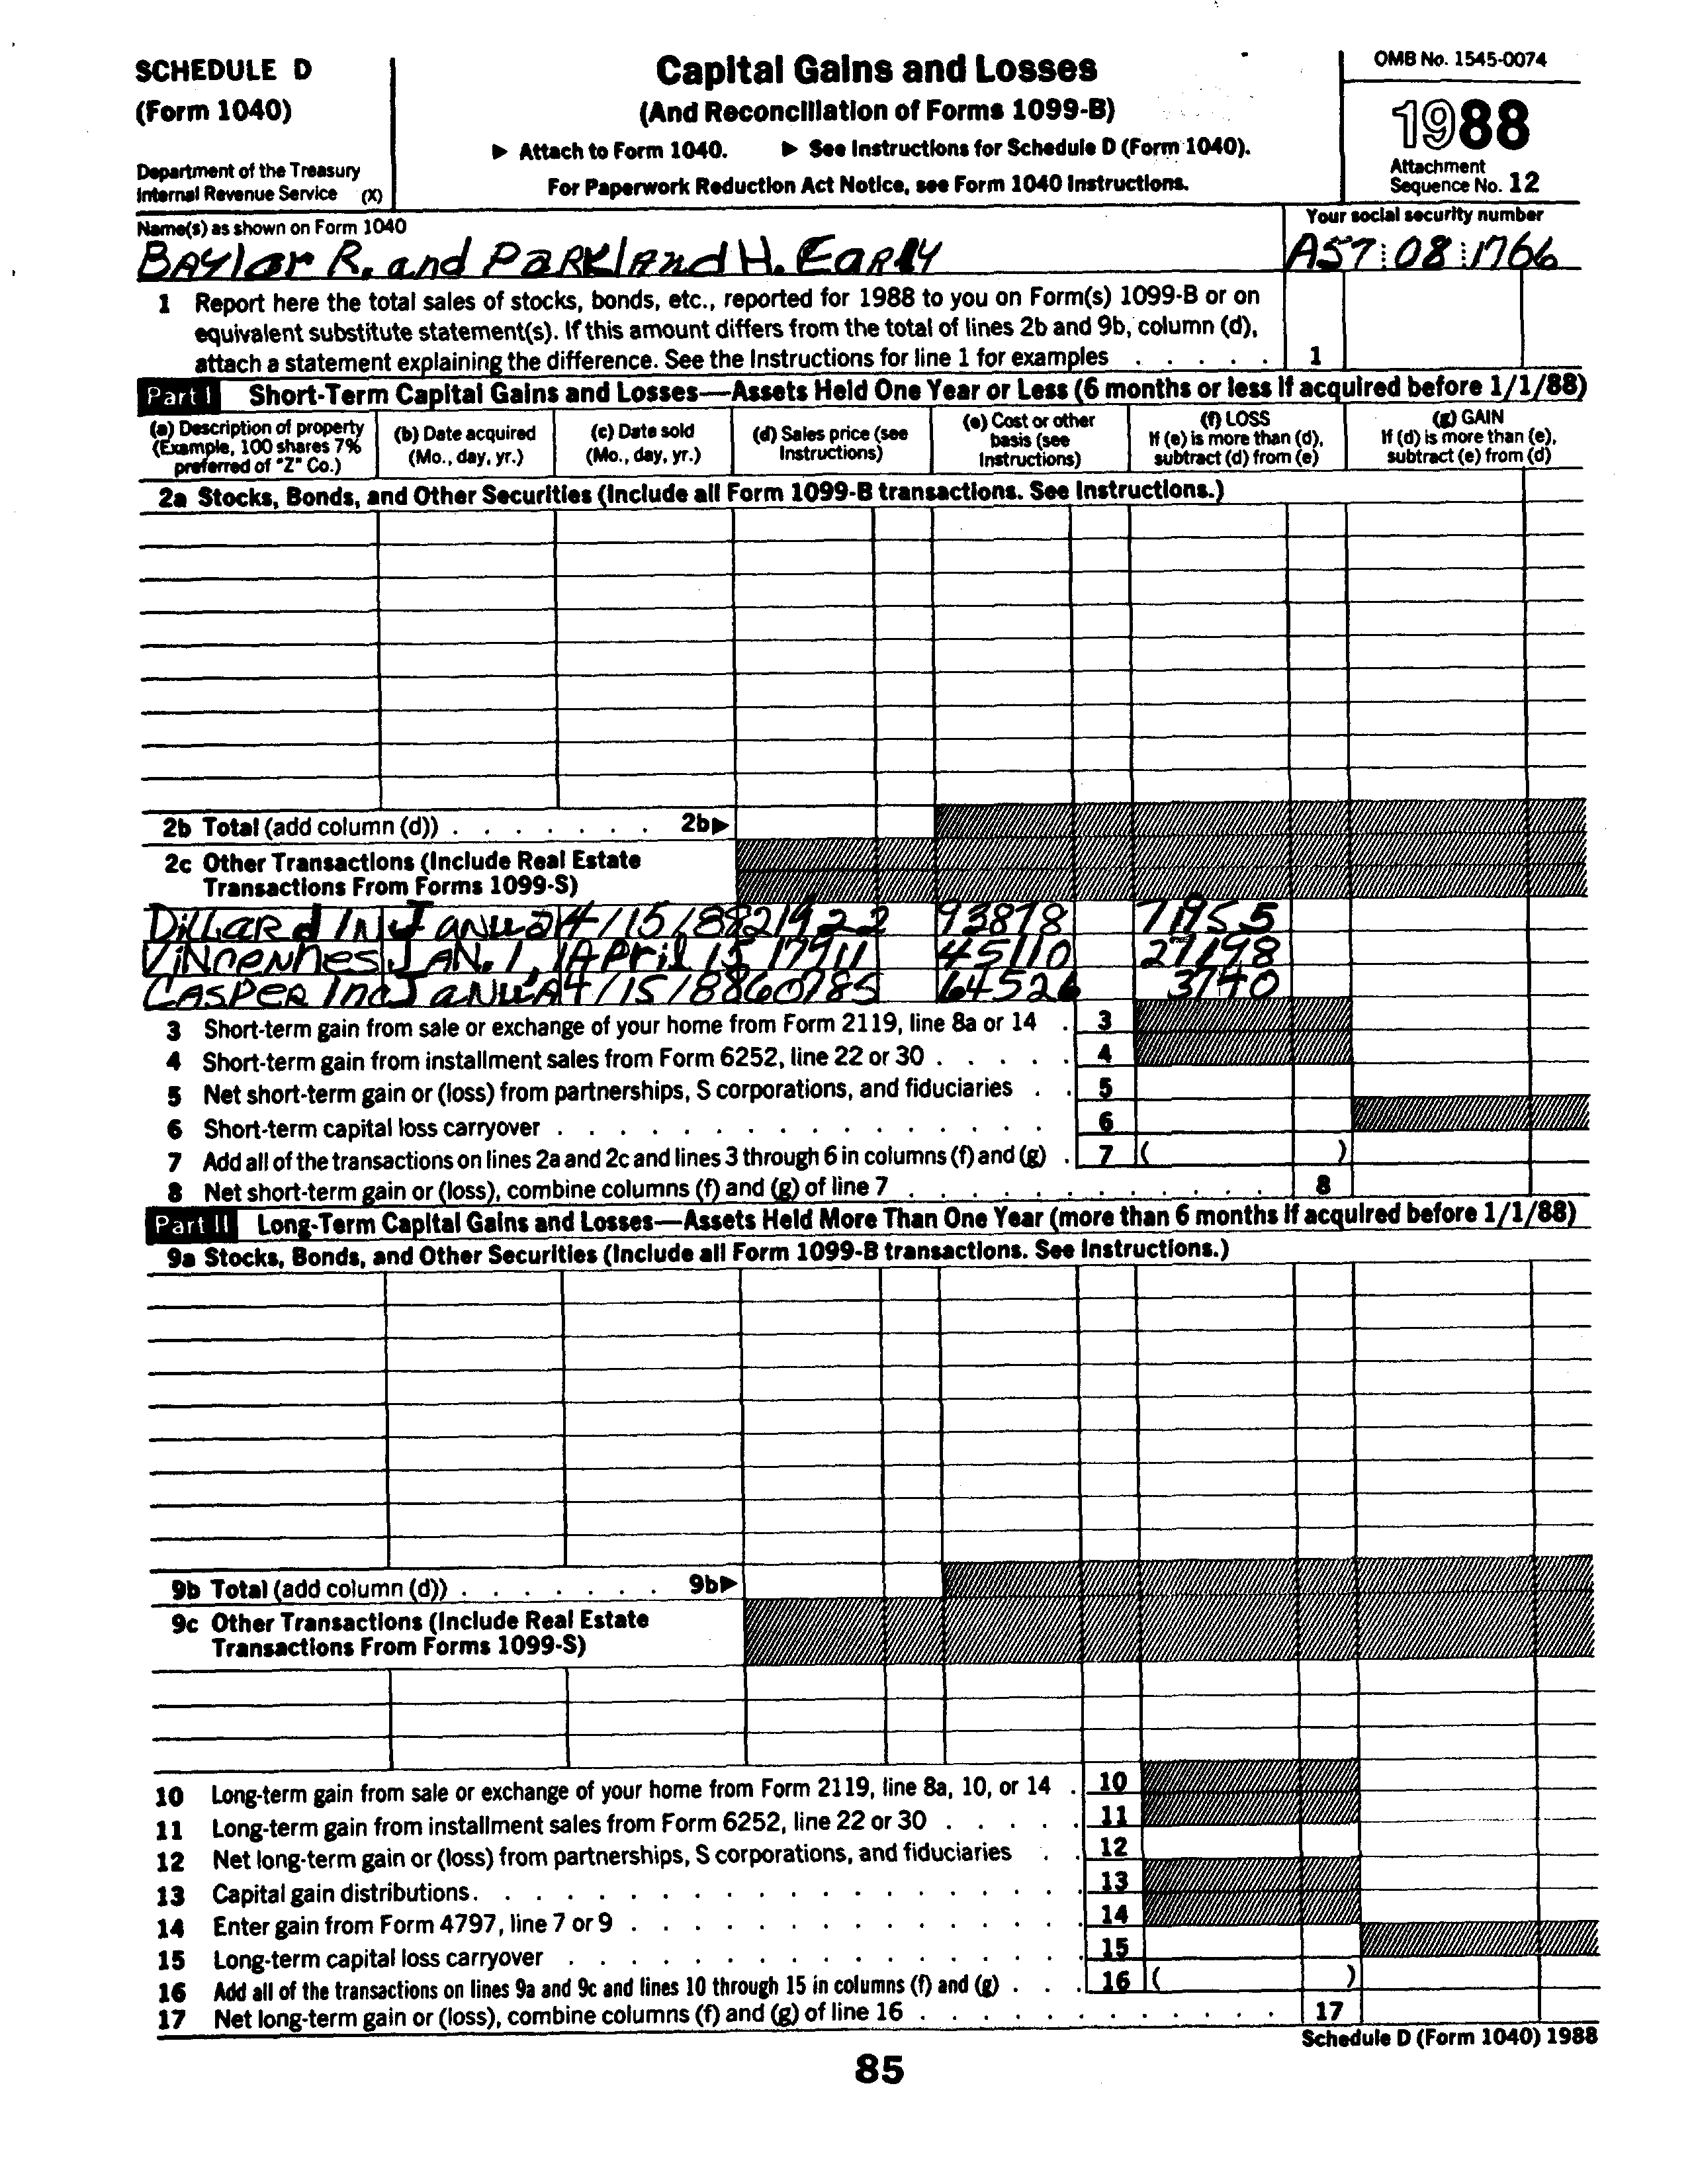 SCHEDULE D
(Form 1040)
Department of the Treasury
Internal Revenue Service (X)
Capital Gains and Losses
(And Reconciliation of Forms 1099-B)
▶ Attach to Form 1040. ▶ See Instructions for Schedule D (Form 1040).
For Paperwork Reduction Act Notice, see Form 1040 Instructions.
OMB No. 1545-0074
1988
Attachment
Sequence No. 12
Name(s) as shown on Form 1040
Baylor R. and Parkland H. Early
Your social security number
A57 08 1766
1 Report here the total sales of stocks, bonds, etc., reported for 1988 to you on Form(s) 1099-B or on
equivalent substitute statement(s). If this amount differs from the total of lines 2b and 9b, column (d),
attach a statement explaining the difference. See the Instructions for line 1 for examples . . . . . 1
Part I Short-Term Capital Gains and Losses—Assets Held One Year or Less (6 months or less if acquired before 1/1/88)
(a) Description of property
(Example, 100 shares 7%
preferred of "Z" Co.)
(b) Date acquired
(Mo., day, yr.)
(c) Date sold
(Mo., day, yr.)
(d) Sales price (see
Instructions)
(e) Cost or other
basis (see
Instructions)
(f) LOSS
If (e) is more than (d),
subtract (d) from (e)
(g) GAIN
If (d) is more than (e),
subtract (e) from (d)
2a Stocks, Bonds, and Other Securities (Include all Form 1099-B transactions. See Instructions.)
2b Total (add column (d)) . . . . . . . 2b▶
2c Other Transactions (Include Real Estate
Transactions From Forms 1099-S)
Dillard In Janua 4/15/88 21922 93878 71955
Vincennes Jan. 1, 1 April 15 17911 45110 27198
Casper Inc Janua 4/15/88 60785 64526 3740
3 Short-term gain from sale or exchange of your home from Form 2119, line 8a or 14 . 3
4 Short-term gain from installment sales from Form 6252, line 22 or 30 . . . . . 4
5 Net short-term gain or (loss) from partnerships, S corporations, and fiduciaries . . 5
6 Short-term capital loss carryover . . . . . . . . . . . . . . . . 6
7 Add all of the transactions on lines 2a and 2c and lines 3 through 6 in columns (f) and (g) . 7 ( )
8 Net short-term gain or (loss), combine columns (f) and (g) of line 7 . . . . . . . . . . . . 8
Part II Long-Term Capital Gains and Losses—Assets Held More Than One Year (more than 6 months if acquired before 1/1/88)
9a Stocks, Bonds, and Other Securities (Include all Form 1099-B transactions. See Instructions.)
9b Total (add column (d)) . . . . . . . 9b▶
9c Other Transactions (Include Real Estate
Transactions From Forms 1099-S)
10 Long-term gain from sale or exchange of your home from Form 2119, line 8a, 10, or 14 . 10
11 Long-term gain from installment sales from Form 6252, line 22 or 30 . . . . . 11
12 Net long-term gain or (loss) from partnerships, S corporations, and fiduciaries . . 12
13 Capital gain distributions. . . . . . . . . . . . . . . . . . . 13
14 Enter gain from Form 4797, line 7 or 9 . . . . . . . . . . . . . . 14
15 Long-term capital loss carryover . . . . . . . . . . . . . . . . 15
16 Add all of the transactions on lines 9a and 9c and lines 10 through 15 in columns (f) and (g) . . . 16 ( )
17 Net long-term gain or (loss), combine columns (f) and (g) of line 16 . . . . . . . . . . . . 17
Schedule D (Form 1040) 1988
85